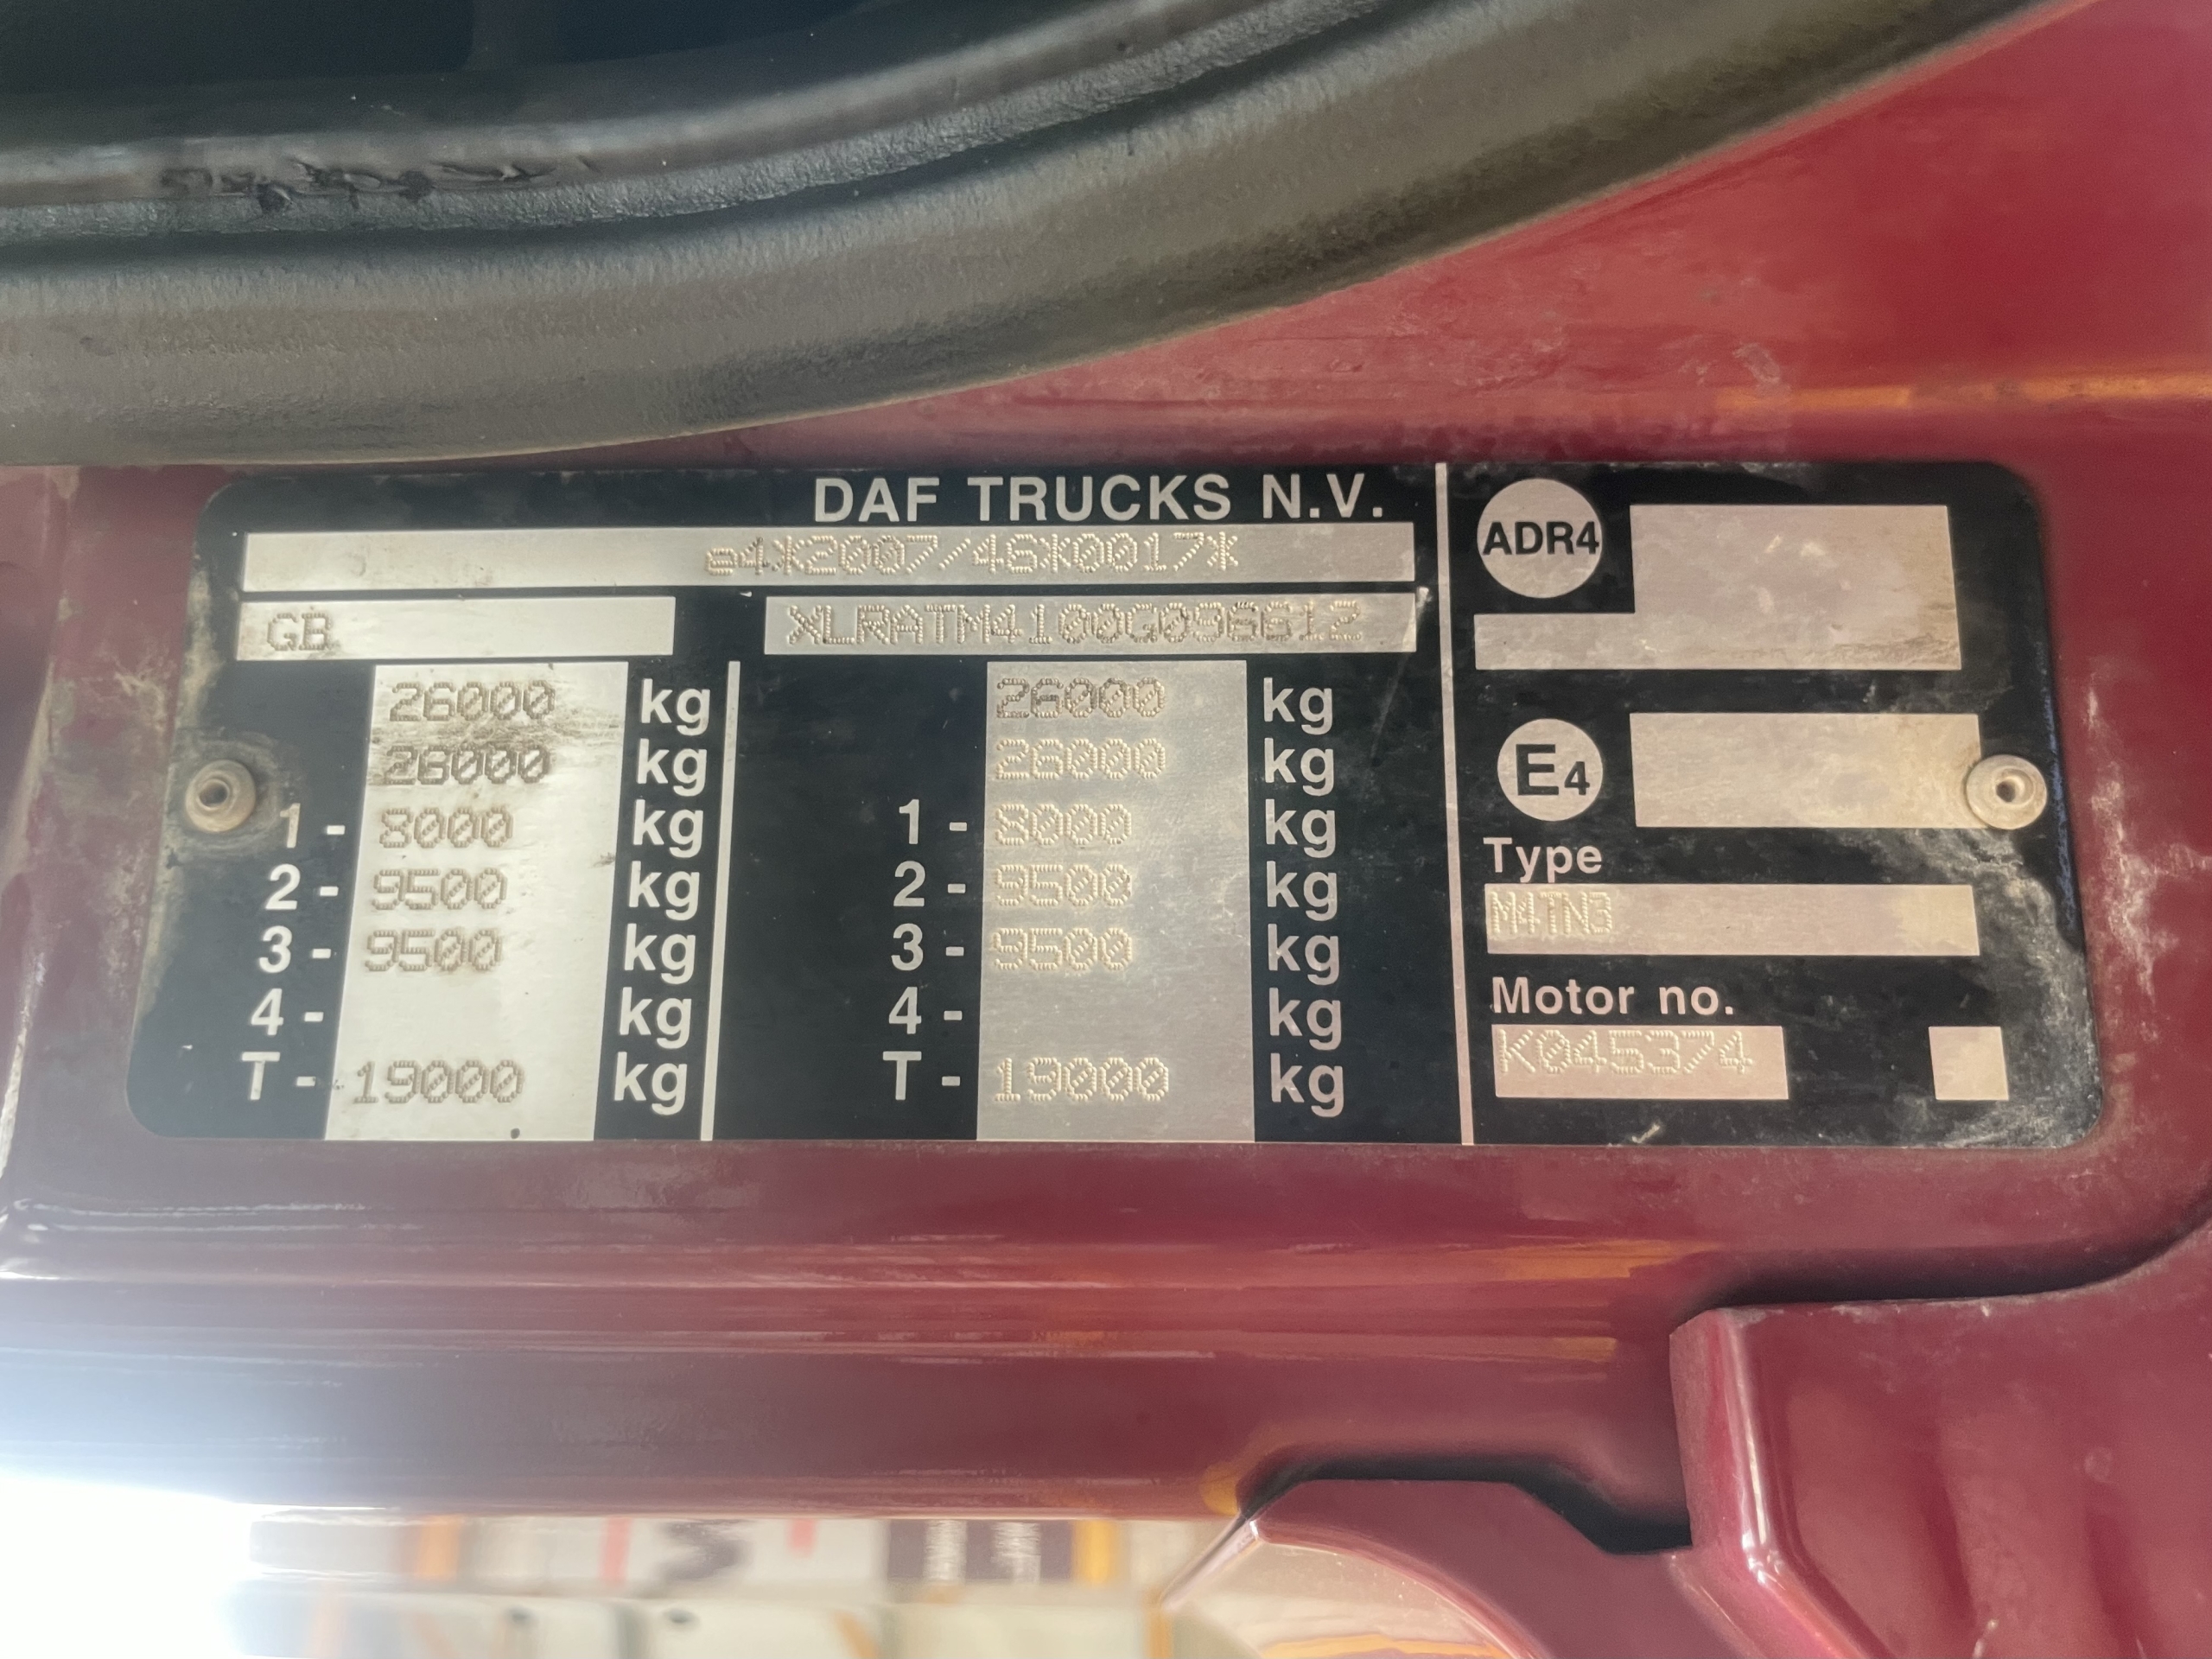 DAF TRUCKS N.V.
e4*2007/46*0017*
GB XLRATM4100G096612
26000 kg 26000 kg
26000 kg 26000 kg
1 - 8000 kg 1 - 8000 kg
2 - 9500 kg 2 - 9500 kg
3 - 9500 kg 3 - 9500 kg
4 - kg 4 - kg
T - 19000 kg T - 19000 kg
ADR4
E4
Type
M4TN3
Motor no.
K045374